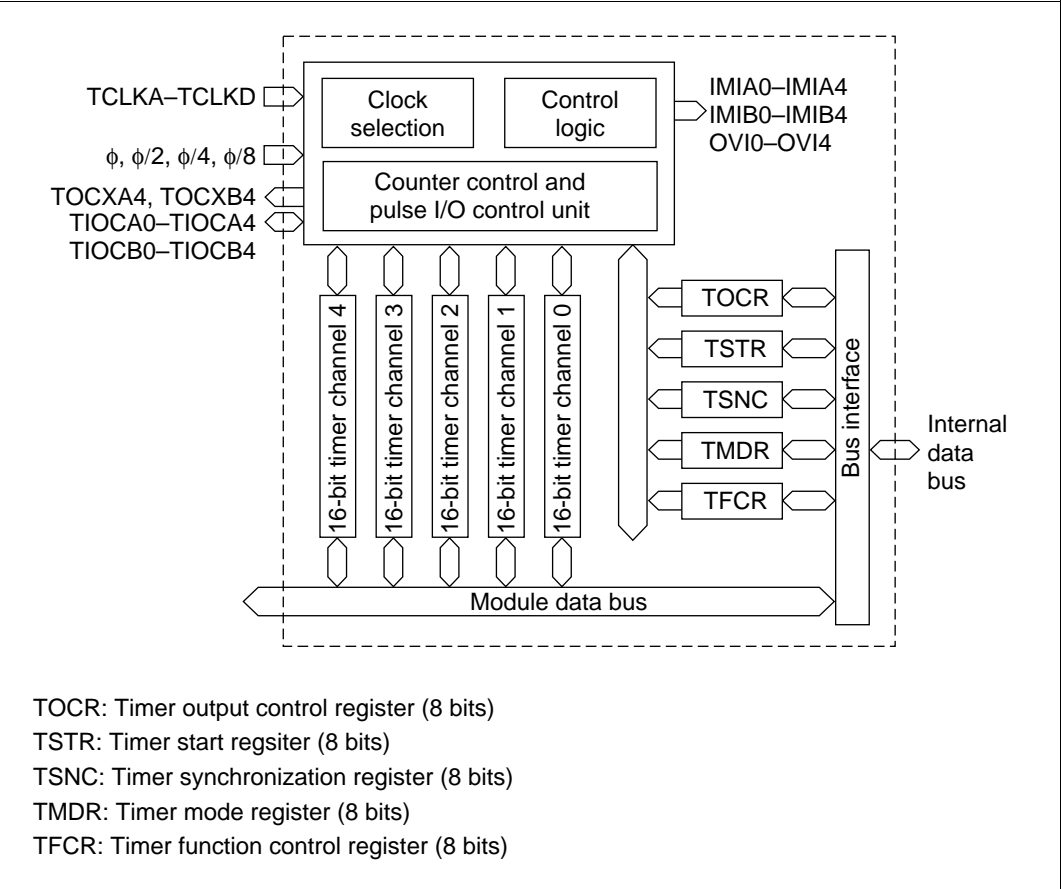 TCLKA–TCLKD
Clock
selection
Control
logic
IMIA0–IMIA4
IMIB0–IMIB4
OVI0–OVI4
ϕ, ϕ/2, ϕ/4, ϕ/8
Counter control and
pulse I/O control unit
TOCXA4, TOCXB4
TIOCA0–TIOCA4
TIOCB0–TIOCB4
16-bit timer channel 4
16-bit timer channel 3
16-bit timer channel 2
16-bit timer channel 1
16-bit timer channel 0
TOCR
TSTR
TSNC
TMDR
TFCR
Bus interface
Internal
data
bus
Module data bus
TOCR: Timer output control register (8 bits)
TSTR: Timer start regsiter (8 bits)
TSNC: Timer synchronization register (8 bits)
TMDR: Timer mode register (8 bits)
TFCR: Timer function control register (8 bits)